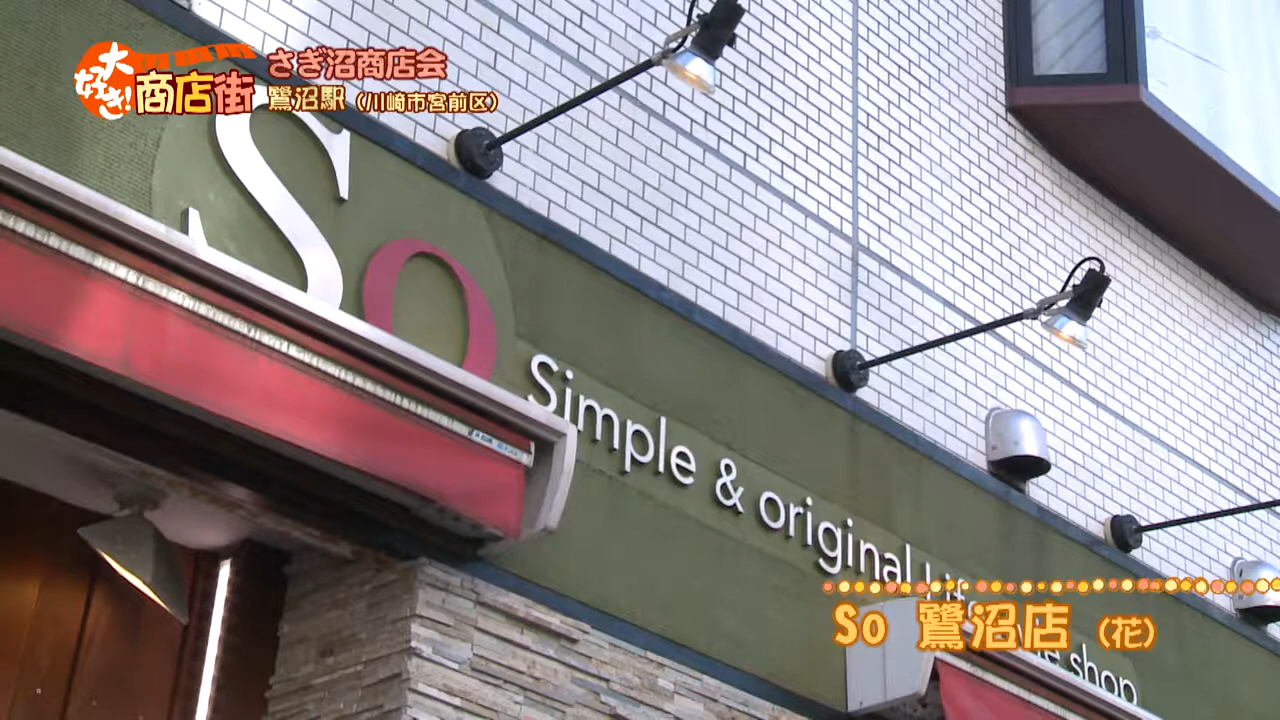 大好き!
商店街
さぎ沼商店会
鷺沼駅（川崎市宮前区）
So
Simple & original
shop
So 鷺沼店（花）